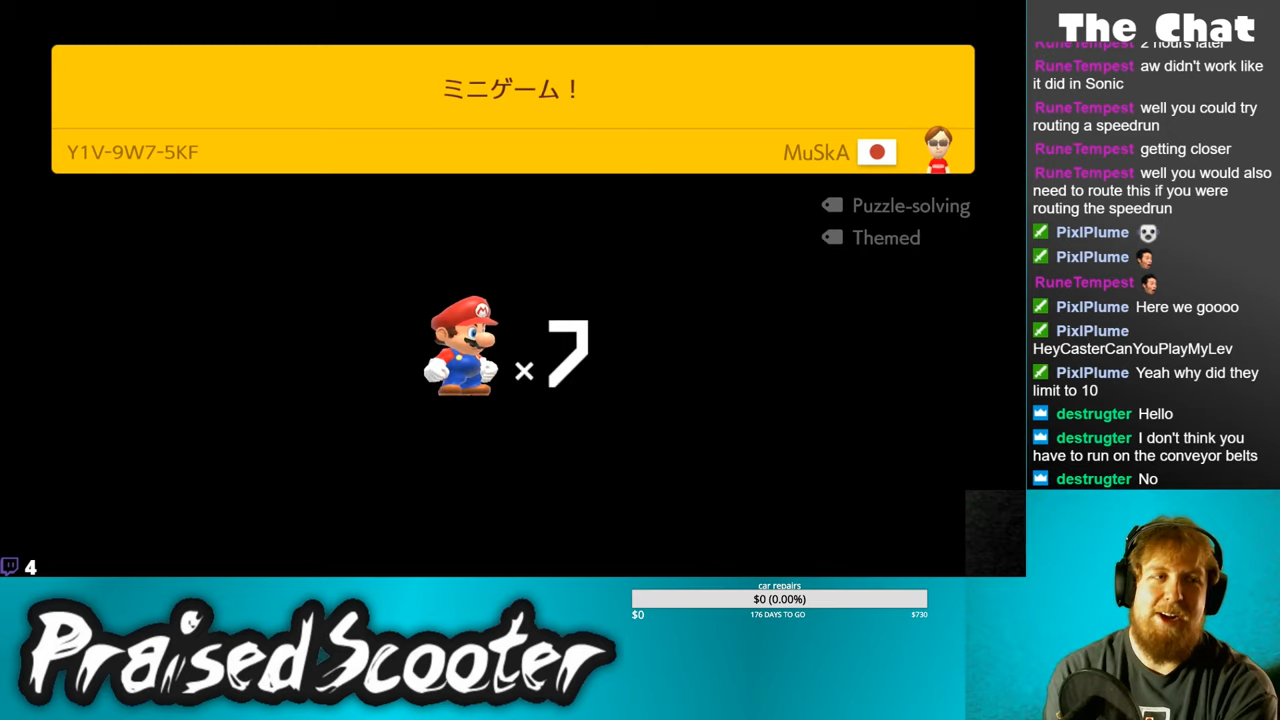 ミニゲーム！
Y1V-9W7-5KF
MuSkA
Puzzle-solving
Themed
× 7
4
The Chat
RuneTempest 2 hours later
RuneTempest aw didn't work like
it did in Sonic
RuneTempest well you could try
routing a speedrun
RuneTempest getting closer
RuneTempest well you would also
need to route this if you were
routing the speedrun
PixlPlume
PixlPlume
RuneTempest
PixlPlume Here we goooo
PixlPlume
HeyCasterCanYouPlayMyLev
PixlPlume Yeah why did they
limit to 10
destrugter Hello
destrugter I don't think you
have to run on the conveyor belts
destrugter No
car repairs
$0 (0.00%)
$0 176 DAYS TO GO $730
PraisedScooter